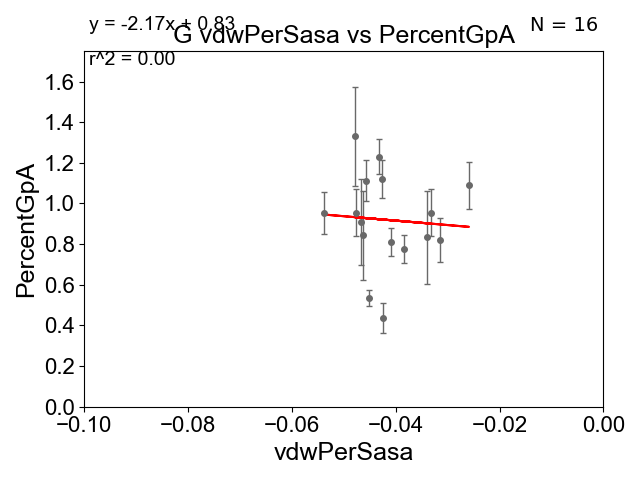 y = -2.17x + 0.83
N = 16
G vdwPerSasa vs PercentGpA
r^2 = 0.00
PercentGpA
1.6
1.4
1.2
1.0
0.8
0.6
0.4
0.2
0.0
−0.10 −0.08 −0.06 −0.04 −0.02 0.00
vdwPerSasa